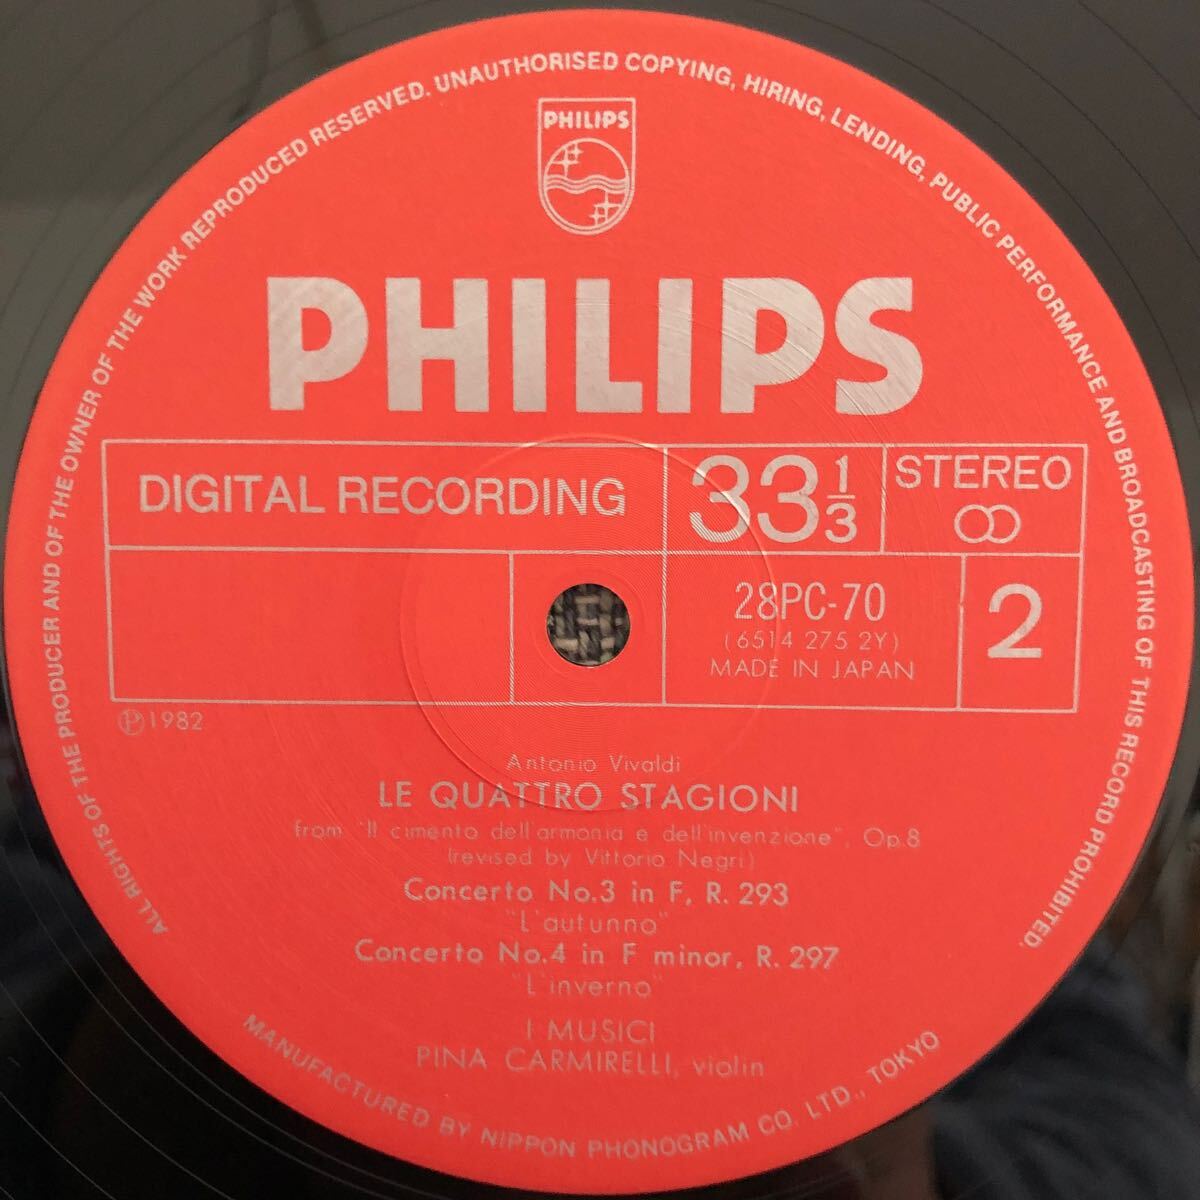 ALL RIGHTS OF THE PRODUCER AND OF THE OWNER OF THE WORK REPRODUCED RESERVED. UNAUTHORISED COPYING, HIRING, LENDING, PUBLIC PERFORMANCE AND BROADCASTING OF THIS RECORD PROHIBITED.
PHILIPS
PHILIPS
DIGITAL RECORDING
33 1/3
STEREO
28PC-70
(6514 275 2Y)
MADE IN JAPAN
2
Ⓟ1982
Antonio Vivaldi
LE QUATTRO STAGIONI
from "Il cimento dell'armonia e dell'invenzione", Op.8
(revised by Vittorio Negri)
Concerto No.3 in F, R. 293
"L'autunno"
Concerto No.4 in F minor, R. 297
"L'inverno"
I MUSICI
PINA CARMIRELLI, violin
MANUFACTURED BY NIPPON PHONOGRAM CO. LTD., TOKYO